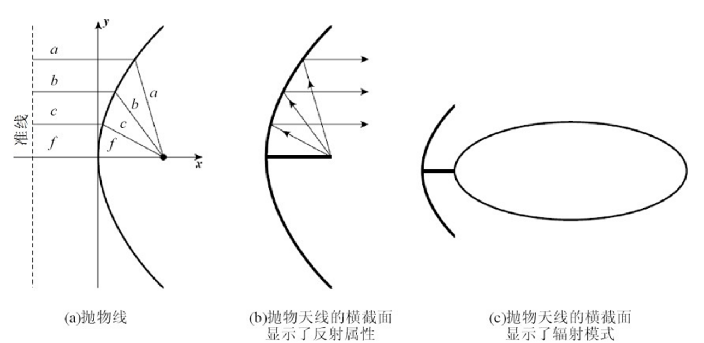 y
a
b
a
c
b
c
准线
f
f
x
(a)抛物线
(b)抛物天线的横截面
显示了反射属性
(c)抛物天线的横截面
显示了辐射模式